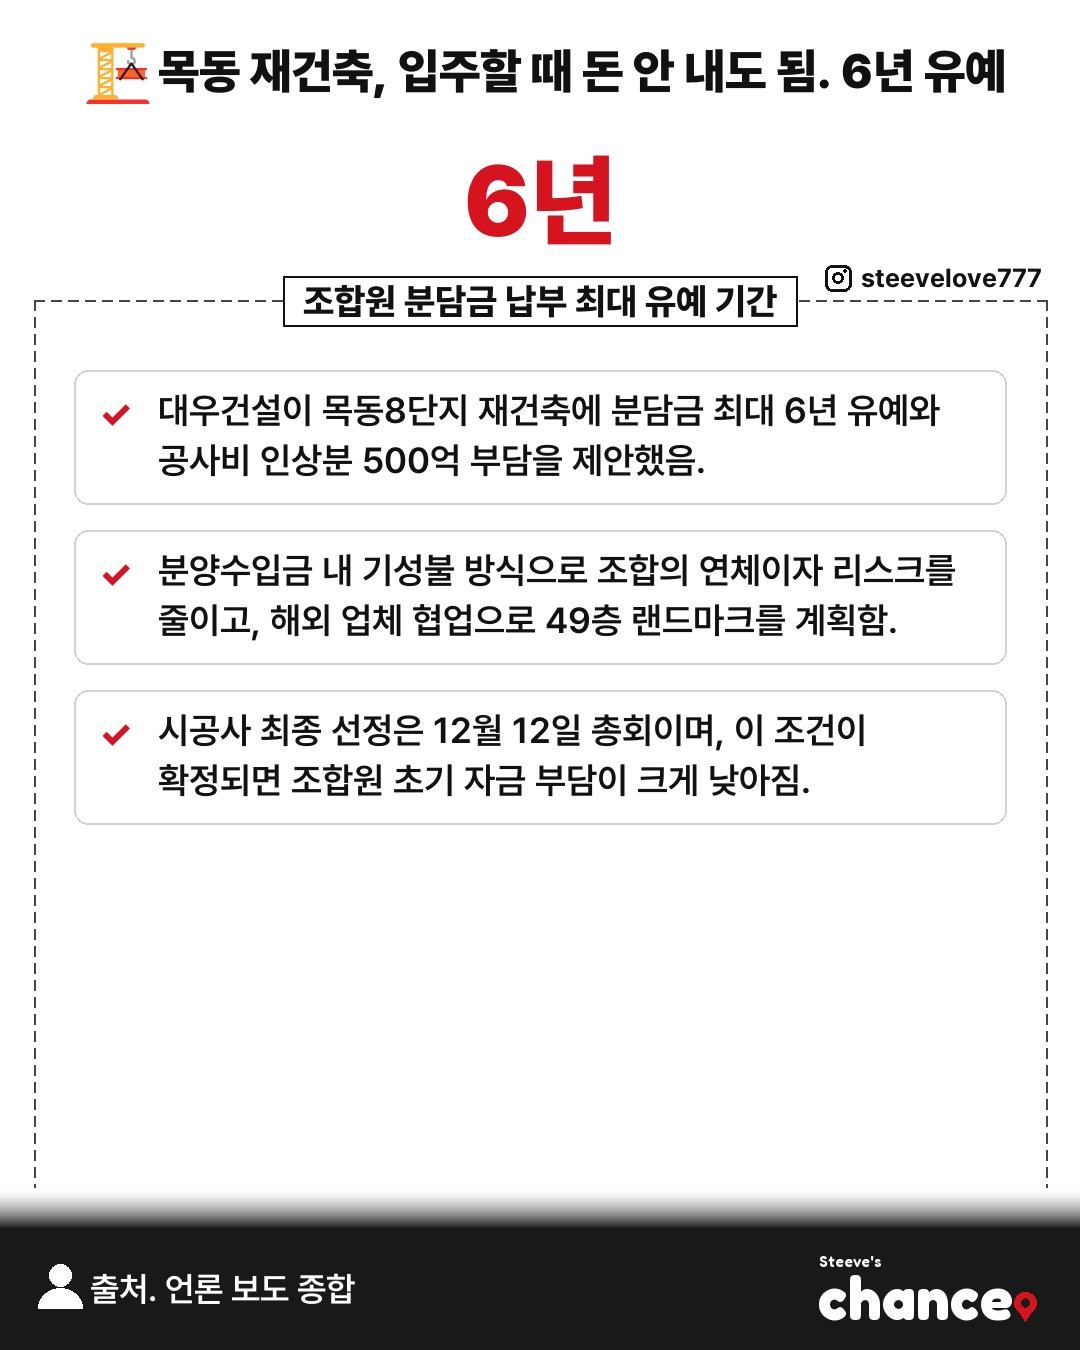 목동 재건축, 입주할 때 돈 안 내도 됨. 6년 유예
6년
steevelove777
조합원 분담금 납부 최대 유예 기간
대우건설이 목동8단지 재건축에 분담금 최대 6년 유예와
공사비 인상분 500억 부담을 제안했음.
분양수입금 내 기성불 방식으로 조합의 연체이자 리스크를
줄이고, 해외 업체 협업으로 49층 랜드마크를 계획함.
시공사 최종 선정은 12월 12일 총회이며, 이 조건이
확정되면 조합원 초기 자금 부담이 크게 낮아짐.
출처. 언론 보도 종합
Steeve's
chance